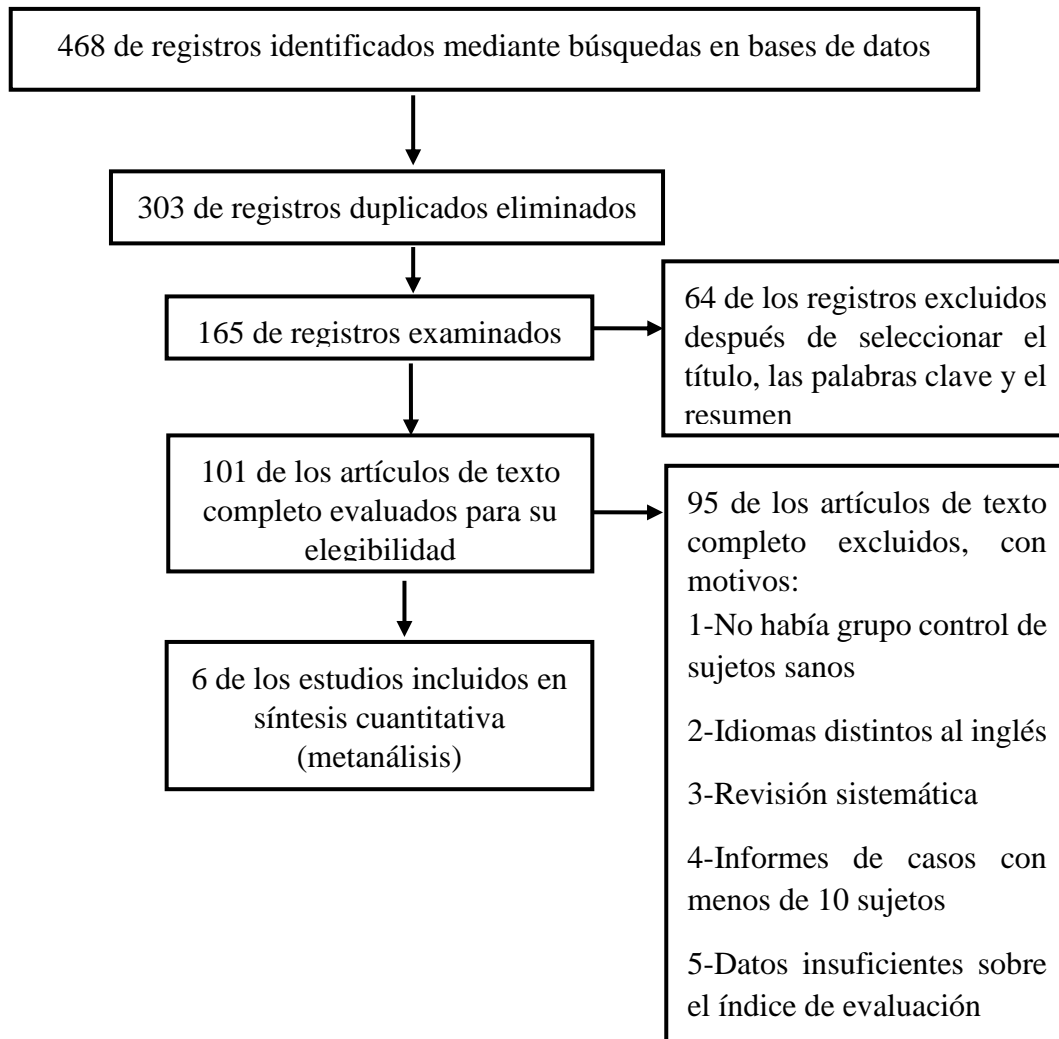 468 de registros identificados mediante búsquedas en bases de datos
303 de registros duplicados eliminados
165 de registros examinados
64 de los registros excluidos
después de seleccionar el
título, las palabras clave y el
resumen
101 de los artículos de texto
completo evaluados para su
elegibilidad
95 de los artículos de texto
completo excluidos, con
motivos:
1-No había grupo control de
sujetos sanos
2-Idiomas distintos al inglés
3-Revisión sistemática
4-Informes de casos con
menos de 10 sujetos
5-Datos insuficientes sobre
el índice de evaluación
6 de los estudios incluidos en
síntesis cuantitativa
(metanálisis)